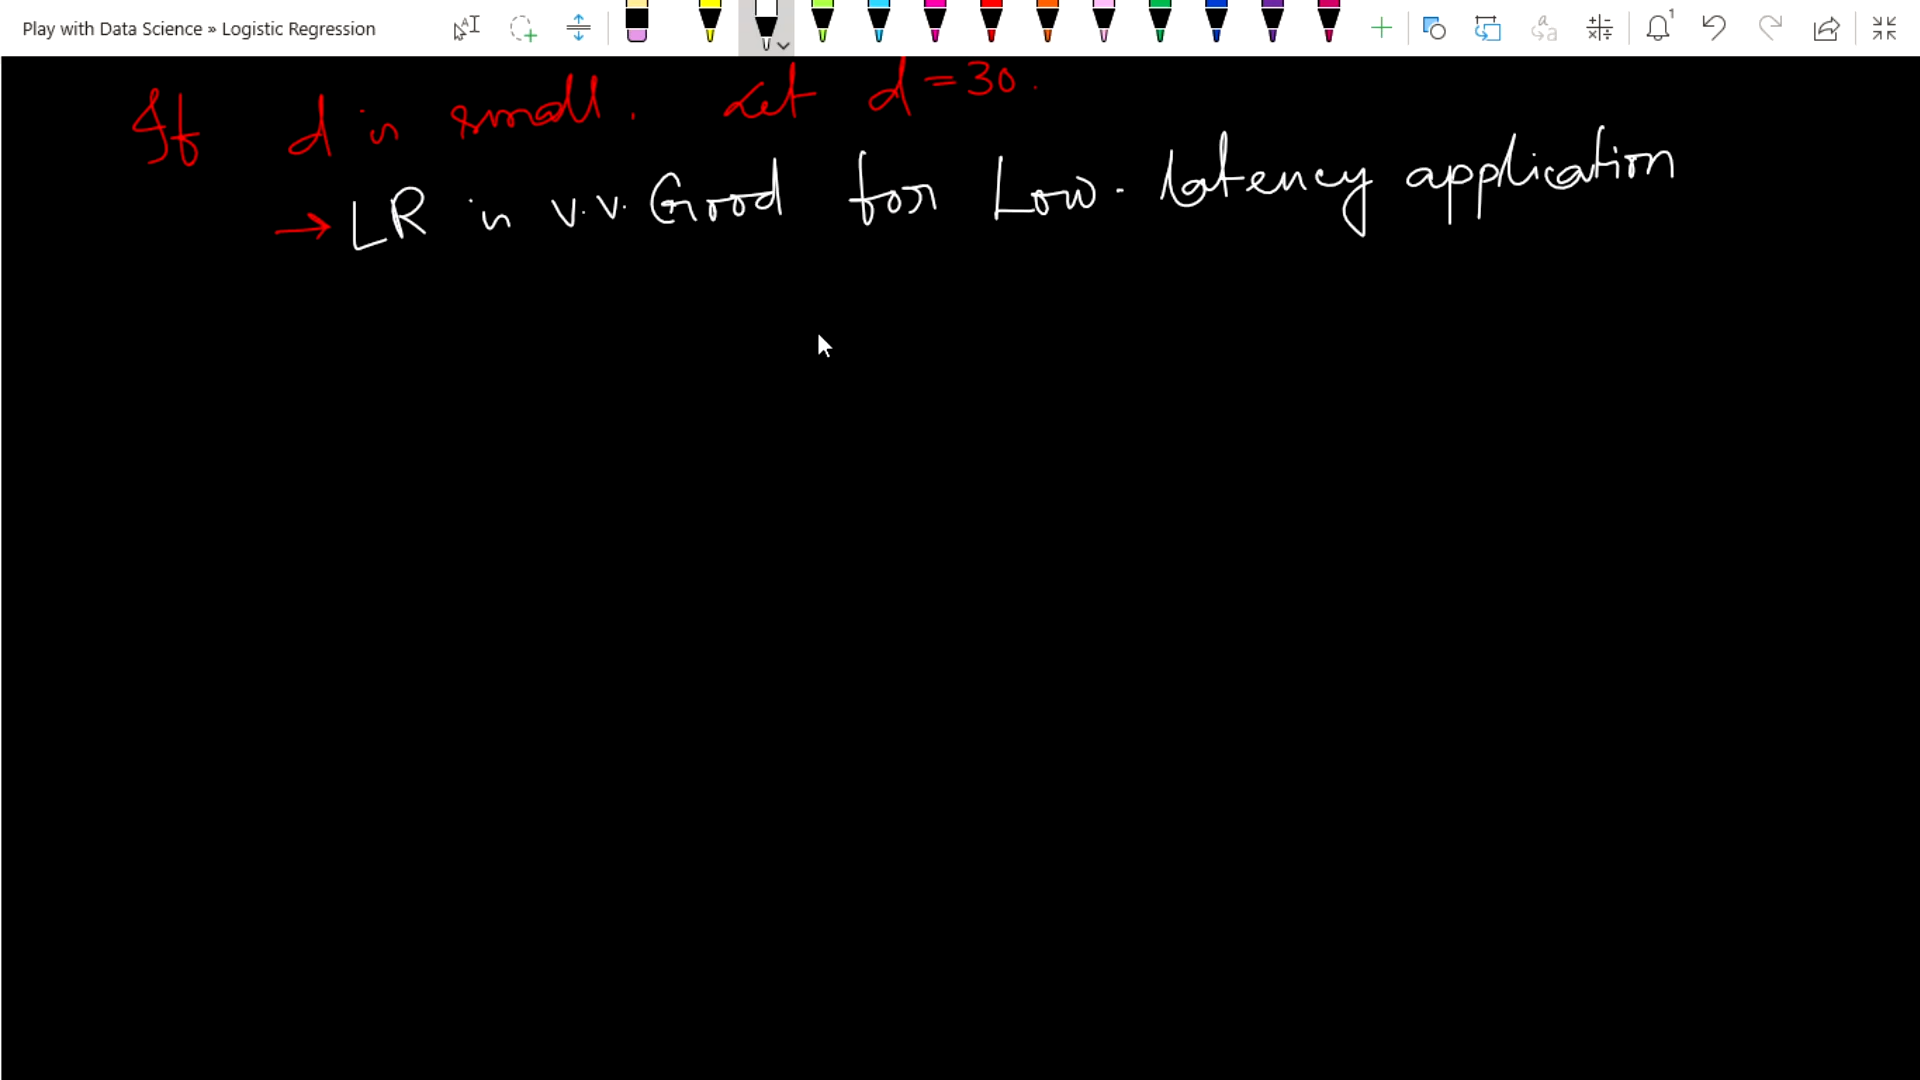 Play with Data Science » Logistic Regression
If d is small. Let d = 30.
→ LR is v.v. Good for Low-latency application